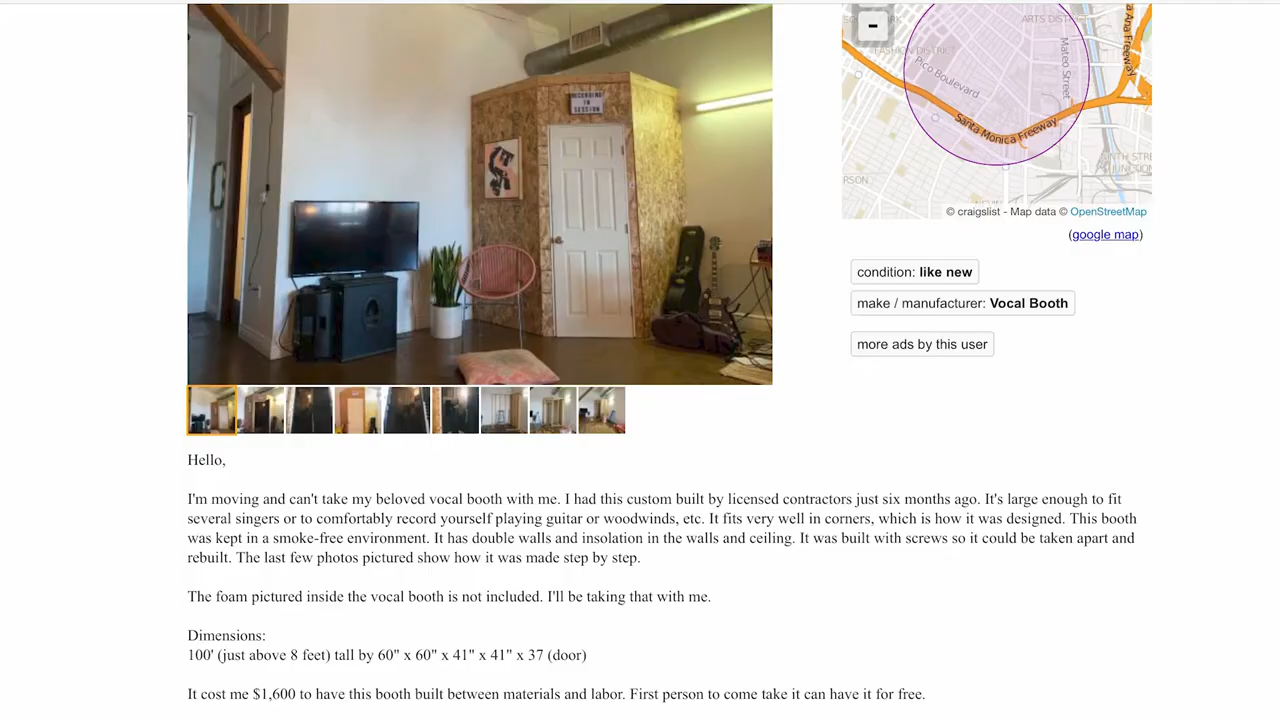 ARTS DISTRICT
FASHION DISTRICT
Pico Boulevard
Mateo Street
Santa Monica Freeway
a Ana Freeway
RECORDING
IN
SESSION
© craigslist - Map data © OpenStreetMap
(google map)
condition: like new
make / manufacturer: Vocal Booth
more ads by this user
Hello,
I'm moving and can't take my beloved vocal booth with me. I had this custom built by licensed contractors just six months ago. It's large enough to fit
several singers or to comfortably record yourself playing guitar or woodwinds, etc. It fits very well in corners, which is how it was designed. This booth
was kept in a smoke-free environment. It has double walls and insolation in the walls and ceiling. It was built with screws so it could be taken apart and
rebuilt. The last few photos pictured show how it was made step by step.
The foam pictured inside the vocal booth is not included. I'll be taking that with me.
Dimensions:
100' (just above 8 feet) tall by 60" x 60" x 41" x 41" x 37 (door)
It cost me $1,600 to have this booth built between materials and labor. First person to come take it can have it for free.